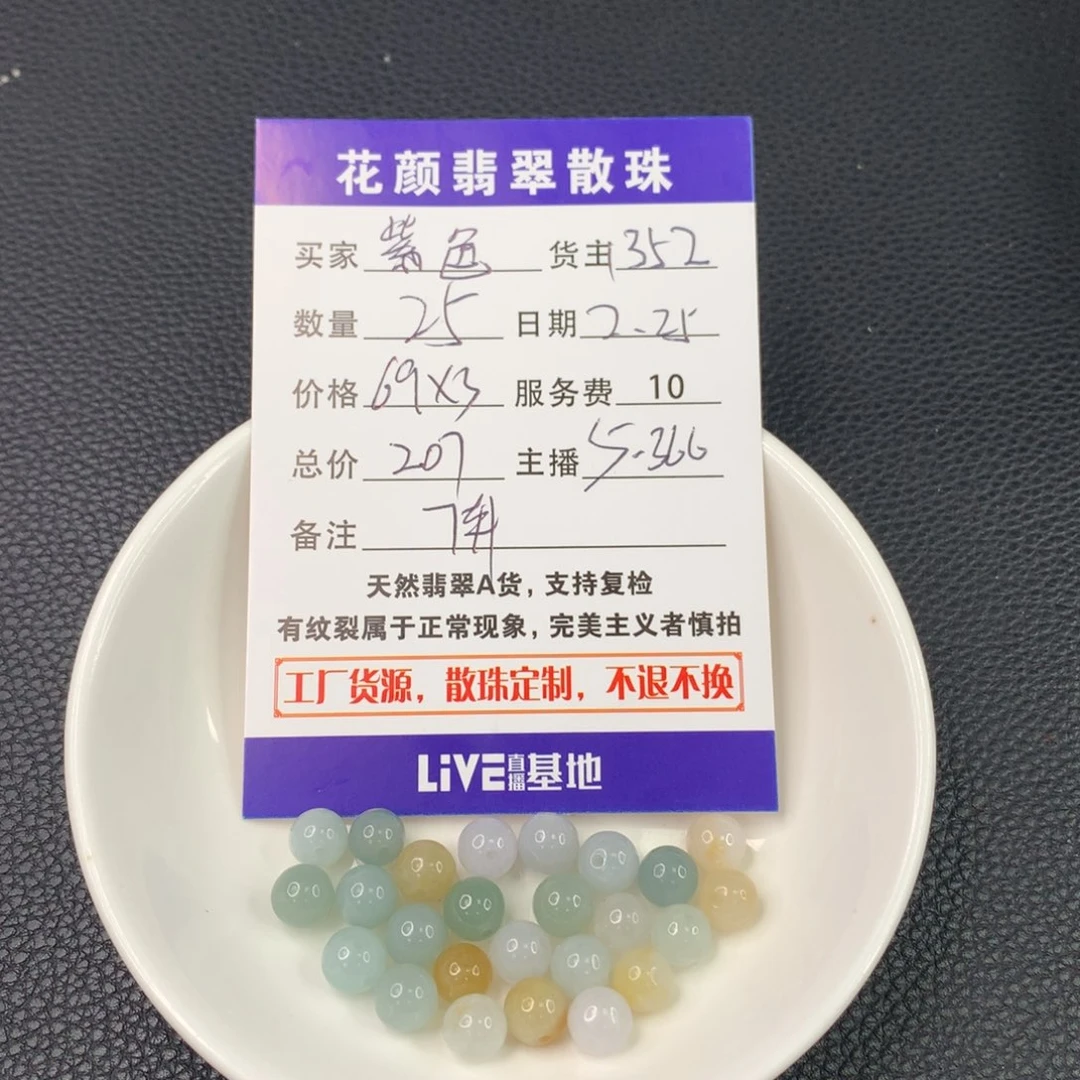 花颜翡翠散珠
买家 紫色 货主 352
数量 25 日期 2.25
价格 69X3 服务费 10
总价 207 主播 5.366
备注
天然翡翠A货，支持复检
有纹裂属于正常现象，完美主义者慎拍
工厂货源，散珠定制，不退不换
LiVE直播基地